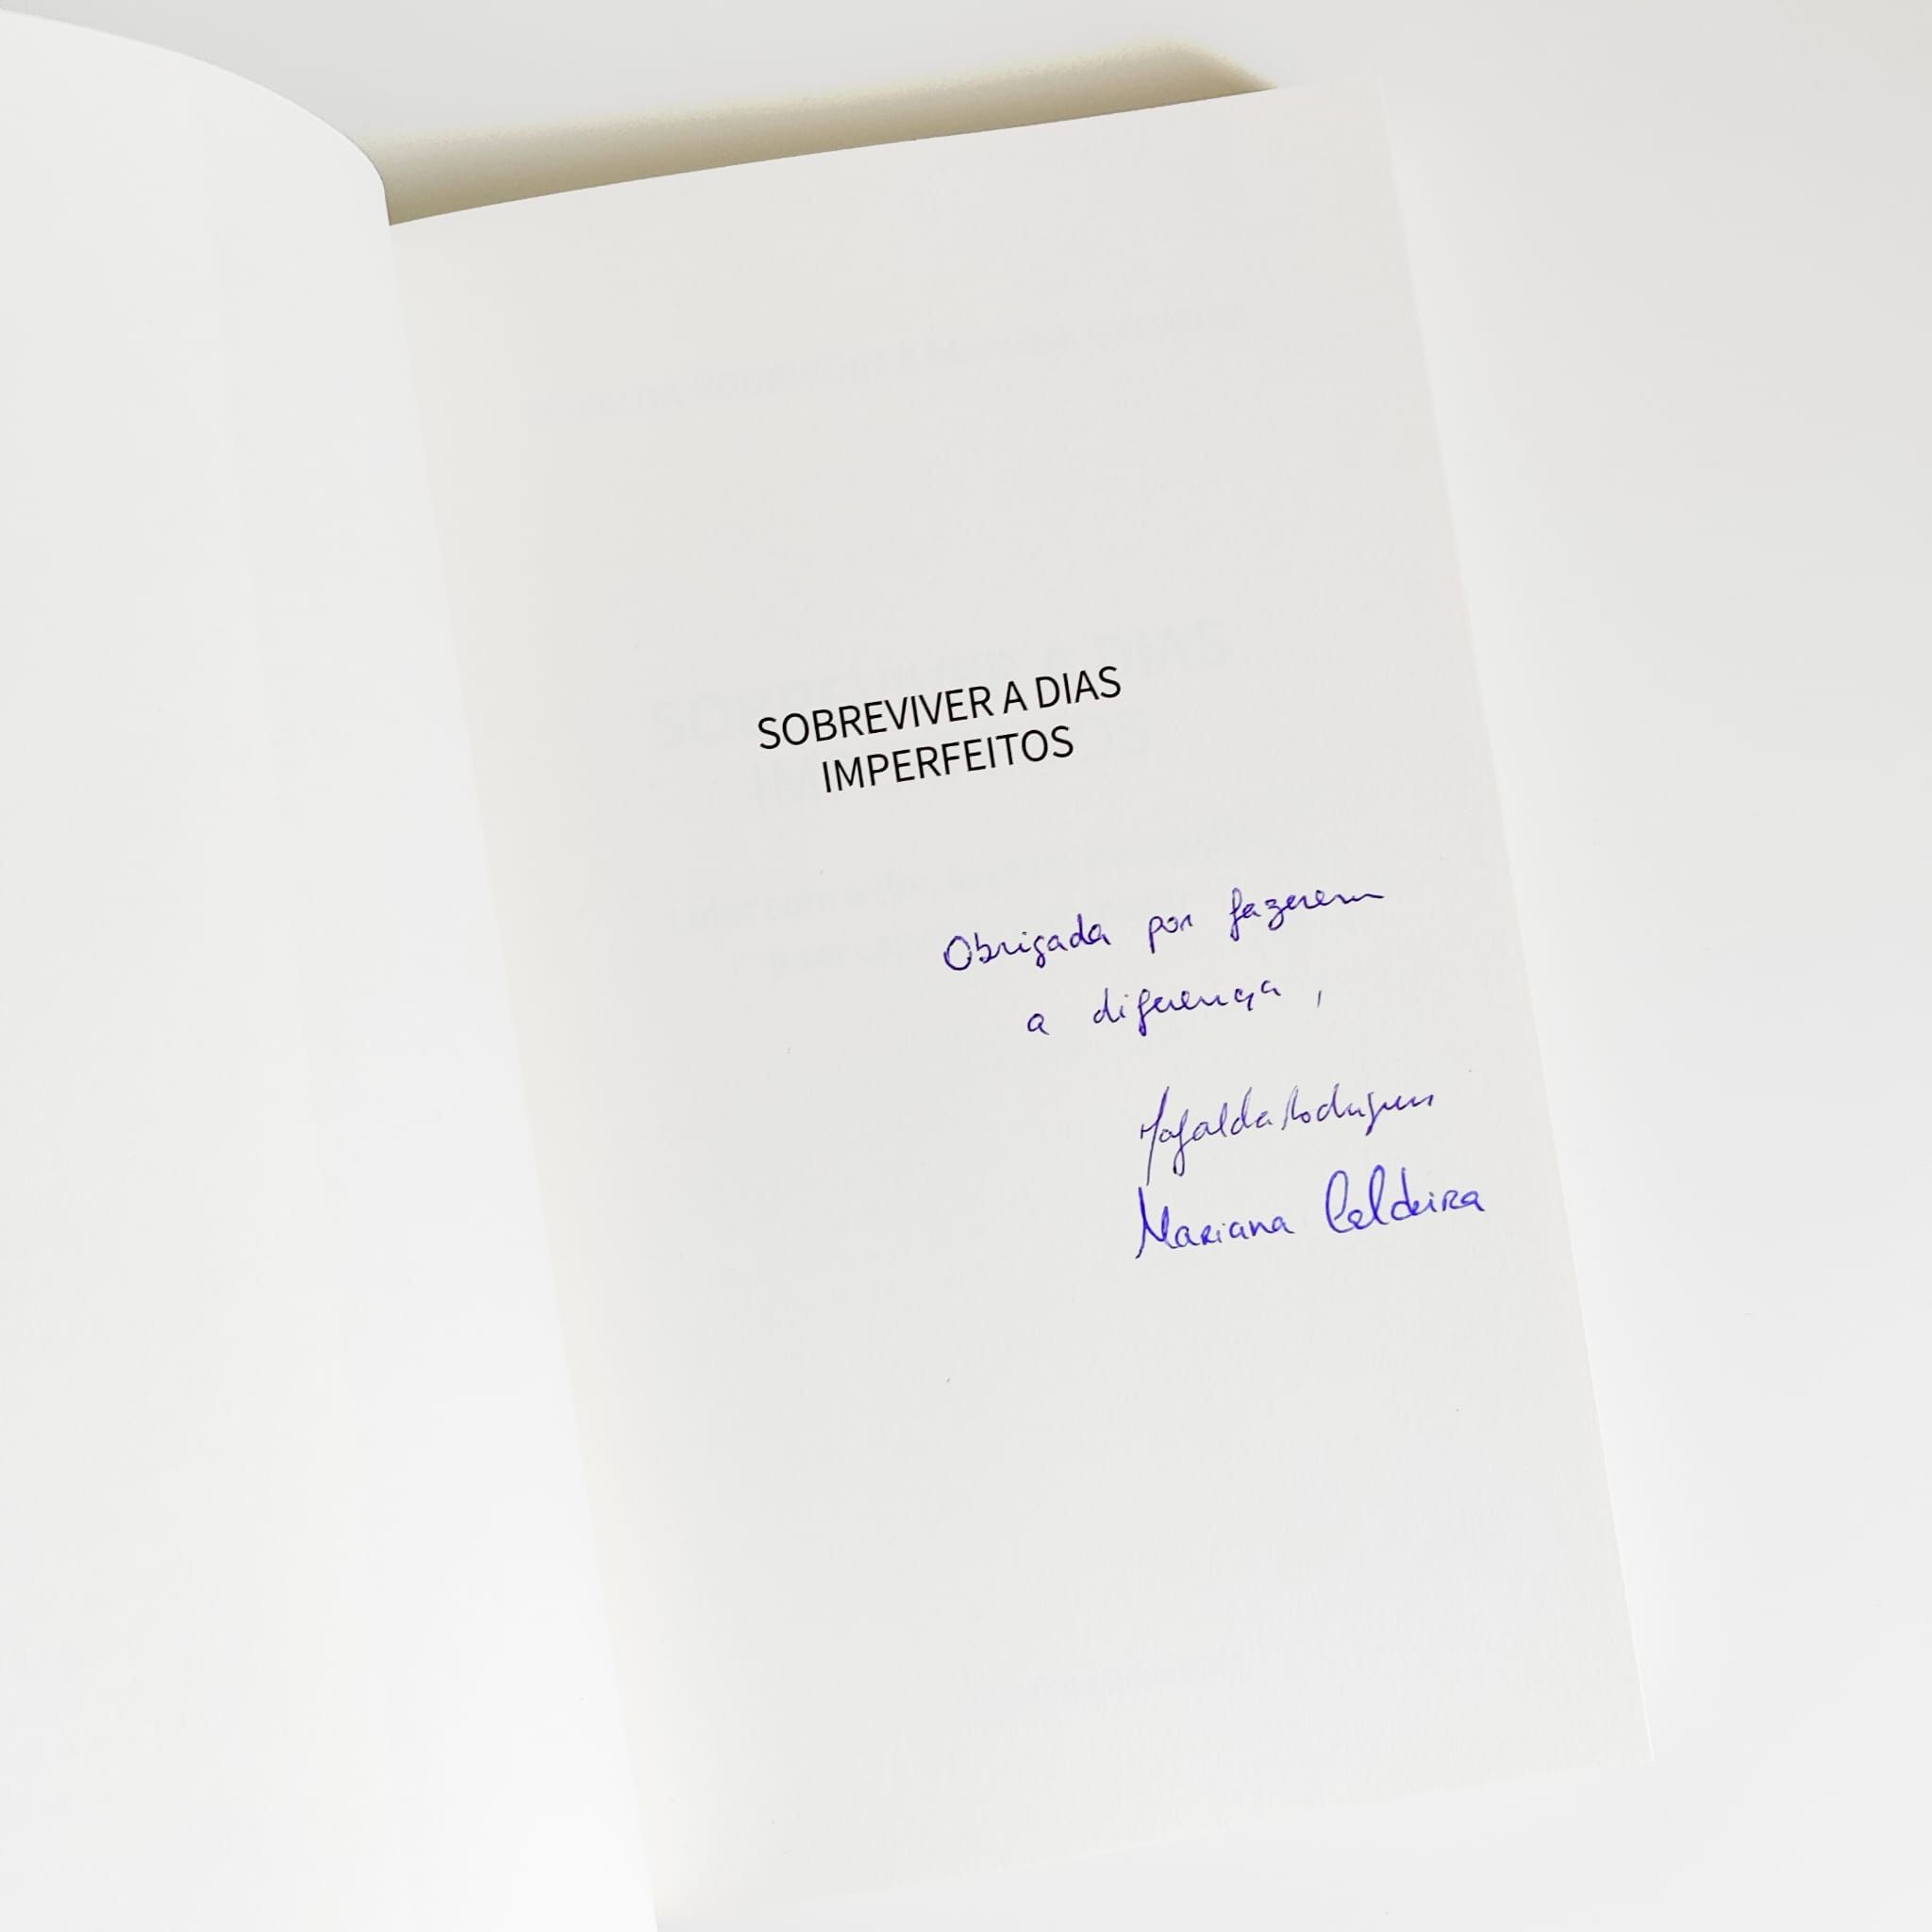 SOBREVIVER A DIAS
IMPERFEITOS
Obrigada por fazerem
a diferença,
Mafalda Rodrigues
Mariana Caldeira